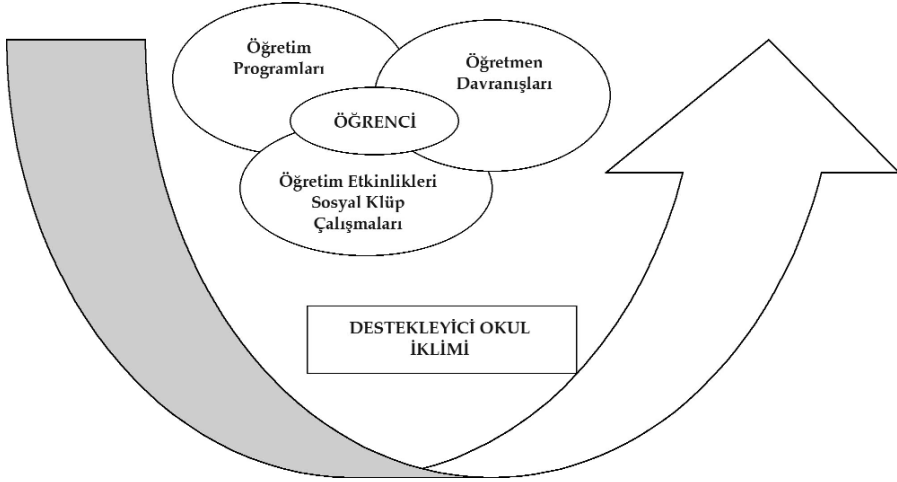 Öğretim
Programları
Öğretmen
Davranışları
ÖĞRENCİ
Öğretim Etkinlikleri
Sosyal Klüp
Çalışmaları
DESTEKLEYİCİ OKUL
İKLİMİ